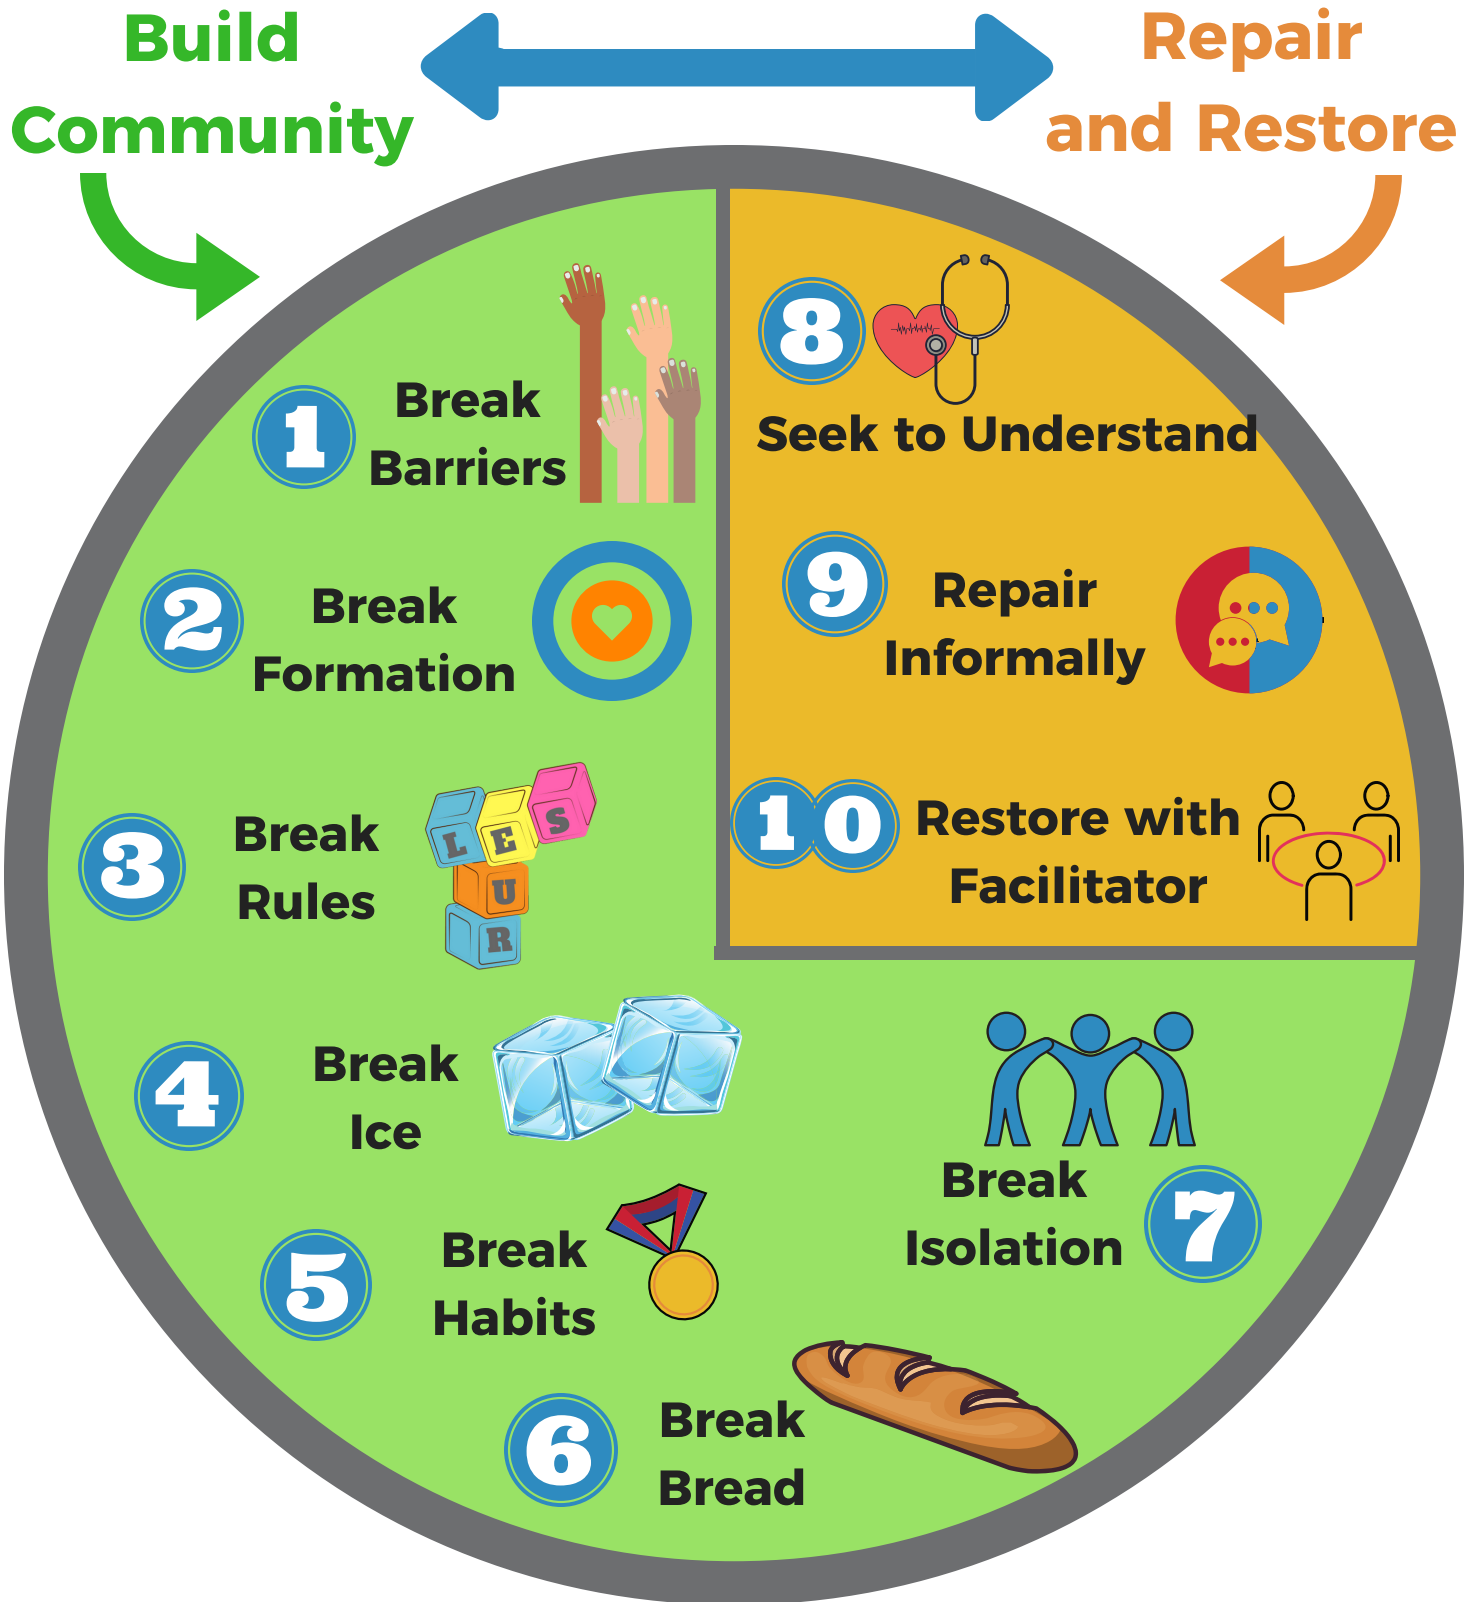 Build
Community
Repair
and Restore
1
Break
Barriers
2
Break
Formation
3
Break
Rules
L E S
U
R
4
Break
Ice
5
Break
Habits
6
Break
Bread
Break
Isolation
7
8
Seek to Understand
9
Repair
Informally
10
Restore with
Facilitator